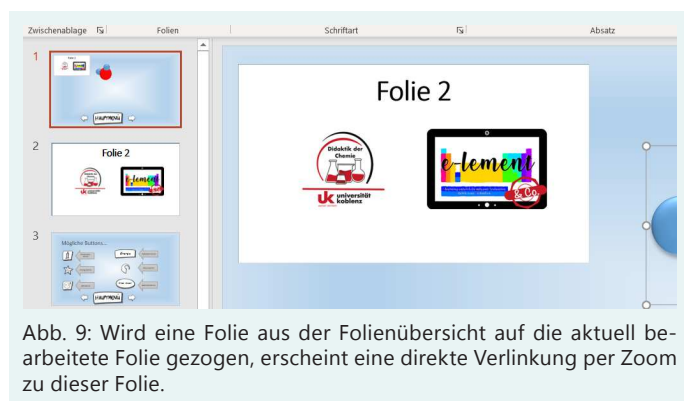 Zwischenablage
Folien
Schriftart
Absatz
1
HAUPTMENÜ
2
Folie 2
3
Mögliche Buttons...
HAUPTMENÜ
Folie 2
Didaktik der
Chemie
uk universität
koblenz
e-lement
& Co
Abb. 9: Wird eine Folie aus der Folienübersicht auf die aktuell be-
arbeitete Folie gezogen, erscheint eine direkte Verlinkung per Zoom
zu dieser Folie.